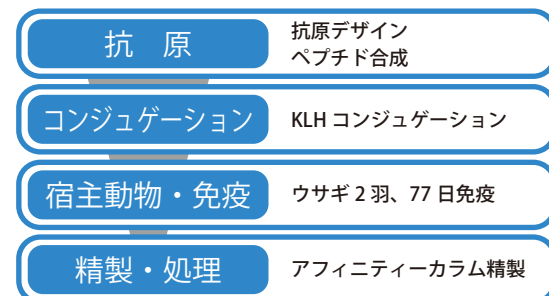 抗　原
抗原デザイン
ペプチド合成
コンジュゲーション
KLH コンジュゲーション
宿主動物・免疫
ウサギ 2 羽、77 日免疫
精製・処理
アフィニティーカラム精製